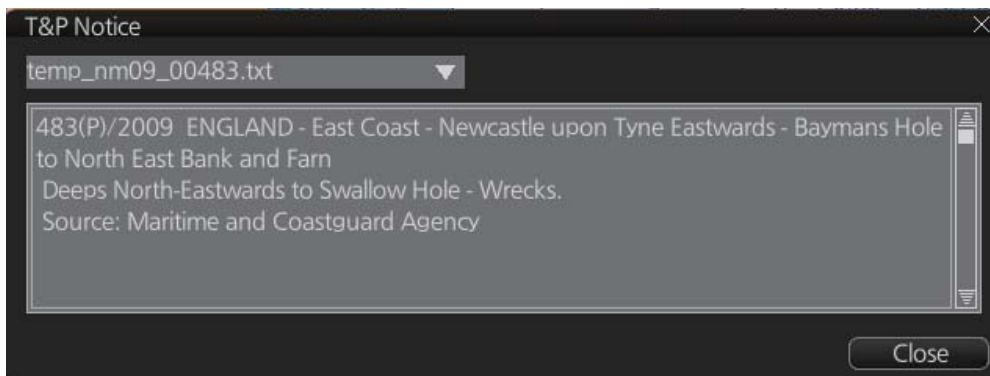 T&P Notice
temp_nm09_00483.txt
483(P)/2009 ENGLAND - East Coast - Newcastle upon Tyne Eastwards - Baymans Hole
to North East Bank and Farn
Deeps North-Eastwards to Swallow Hole - Wrecks.
Source: Maritime and Coastguard Agency
Close